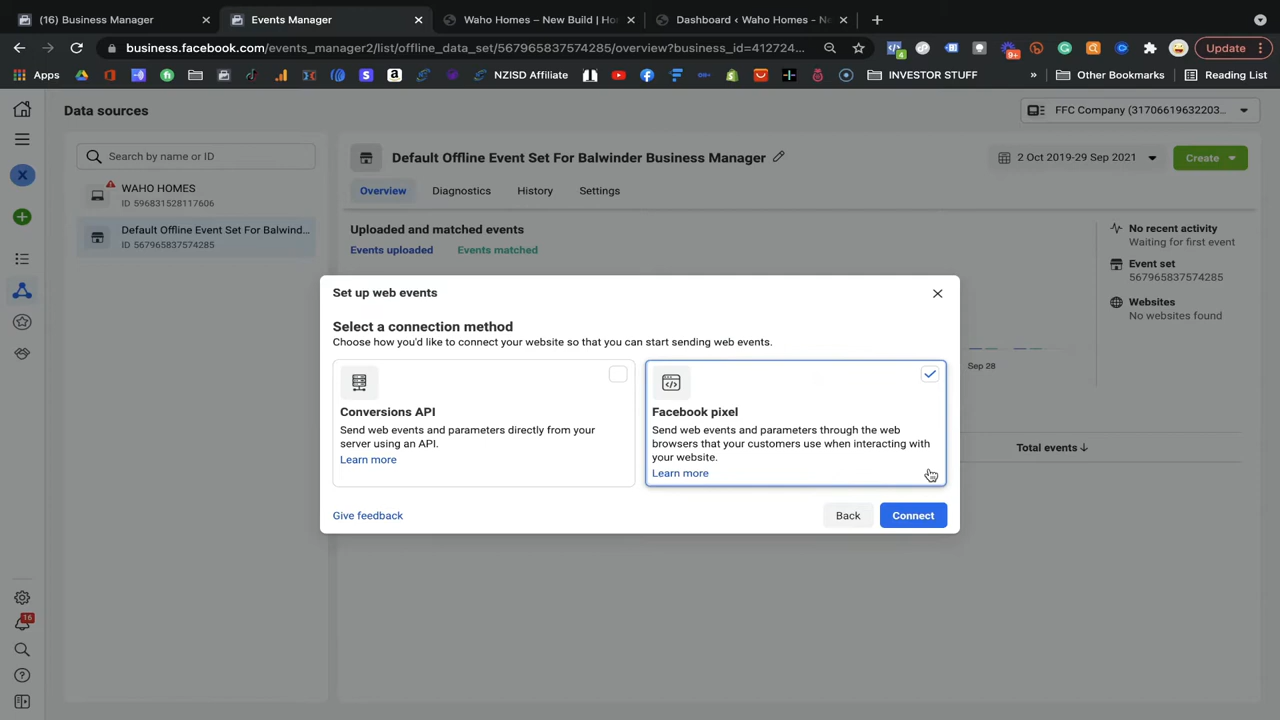 (16) Business Manager
Events Manager
Waho Homes – New Build | Ho
Dashboard ‹ Waho Homes - Ne
business.facebook.com/events_manager2/list/offline_data_set/567965837574285/overview?business_id=412724...
4
9+
Update
Apps
NZISD Affiliate
INVESTOR STUFF
»
Other Bookmarks
Reading List
Data sources
FFC Company (31706619632203...
Search by name or ID
WAHO HOMES
ID 596831528117606
Default Offline Event Set For Balwind...
ID 567965837574285
X
Default Offline Event Set For Balwinder Business Manager
2 Oct 2019-29 Sep 2021
Create
Overview
Diagnostics
History
Settings
Uploaded and matched events
Events uploaded
Events matched
No recent activity
Waiting for first event
Event set
567965837574285
Websites
No websites found
Sep 28
Total events
Set up web events
Select a connection method
Choose how you'd like to connect your website so that you can start sending web events.
Conversions API
Send web events and parameters directly from your
server using an API.
Learn more
Facebook pixel
Send web events and parameters through the web
browsers that your customers use when interacting with
your website.
Learn more
Give feedback
Back
Connect
16